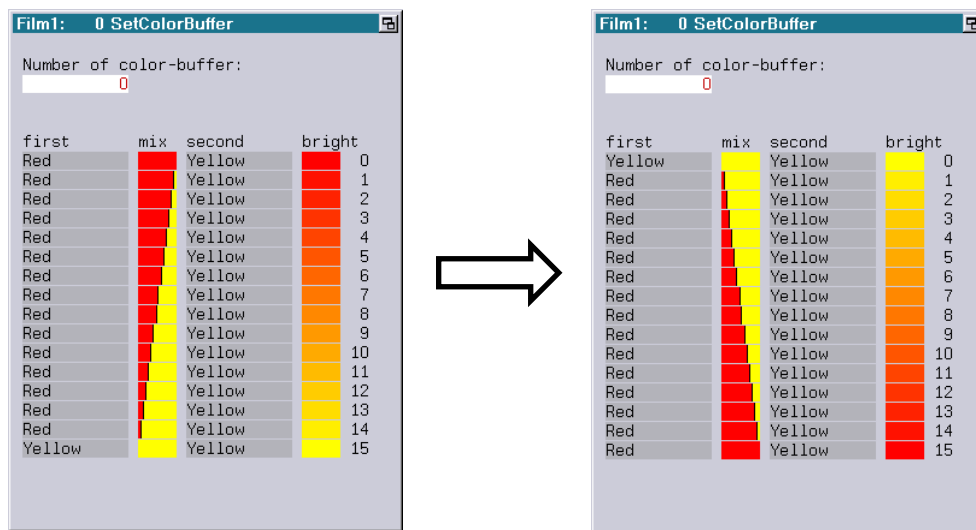 Film1: 0 SetColorBuffer
Number of color-buffer:
0
first mix second bright
Red Yellow 0
Red Yellow 1
Red Yellow 2
Red Yellow 3
Red Yellow 4
Red Yellow 5
Red Yellow 6
Red Yellow 7
Red Yellow 8
Red Yellow 9
Red Yellow 10
Red Yellow 11
Red Yellow 12
Red Yellow 13
Red Yellow 14
Yellow Yellow 15
Film1: 0 SetColorBuffer
Number of color-buffer:
0
first mix second bright
Yellow Yellow 0
Red Yellow 1
Red Yellow 2
Red Yellow 3
Red Yellow 4
Red Yellow 5
Red Yellow 6
Red Yellow 7
Red Yellow 8
Red Yellow 9
Red Yellow 10
Red Yellow 11
Red Yellow 12
Red Yellow 13
Red Yellow 14
Red Yellow 15